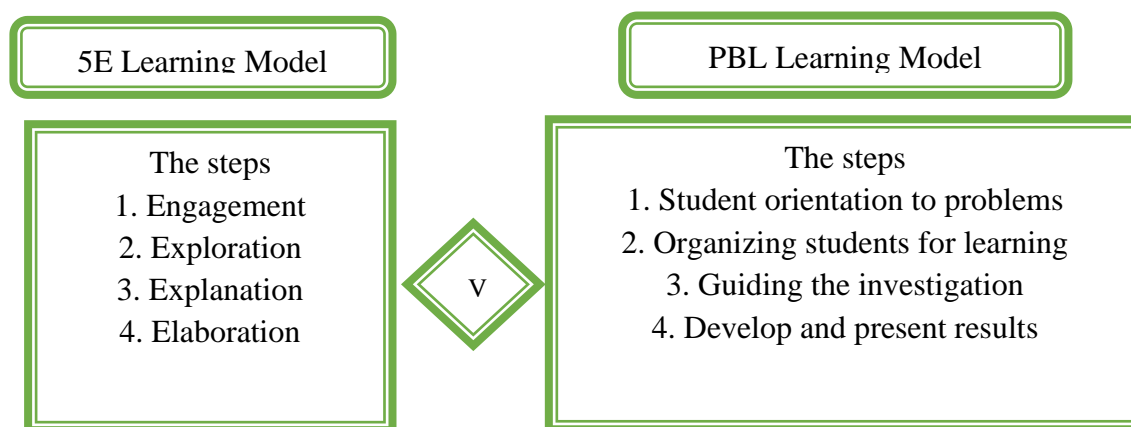 5E Learning Model
PBL Learning Model
The steps
1. Engagement
2. Exploration
3. Explanation
4. Elaboration
V
The steps
1. Student orientation to problems
2. Organizing students for learning
3. Guiding the investigation
4. Develop and present results